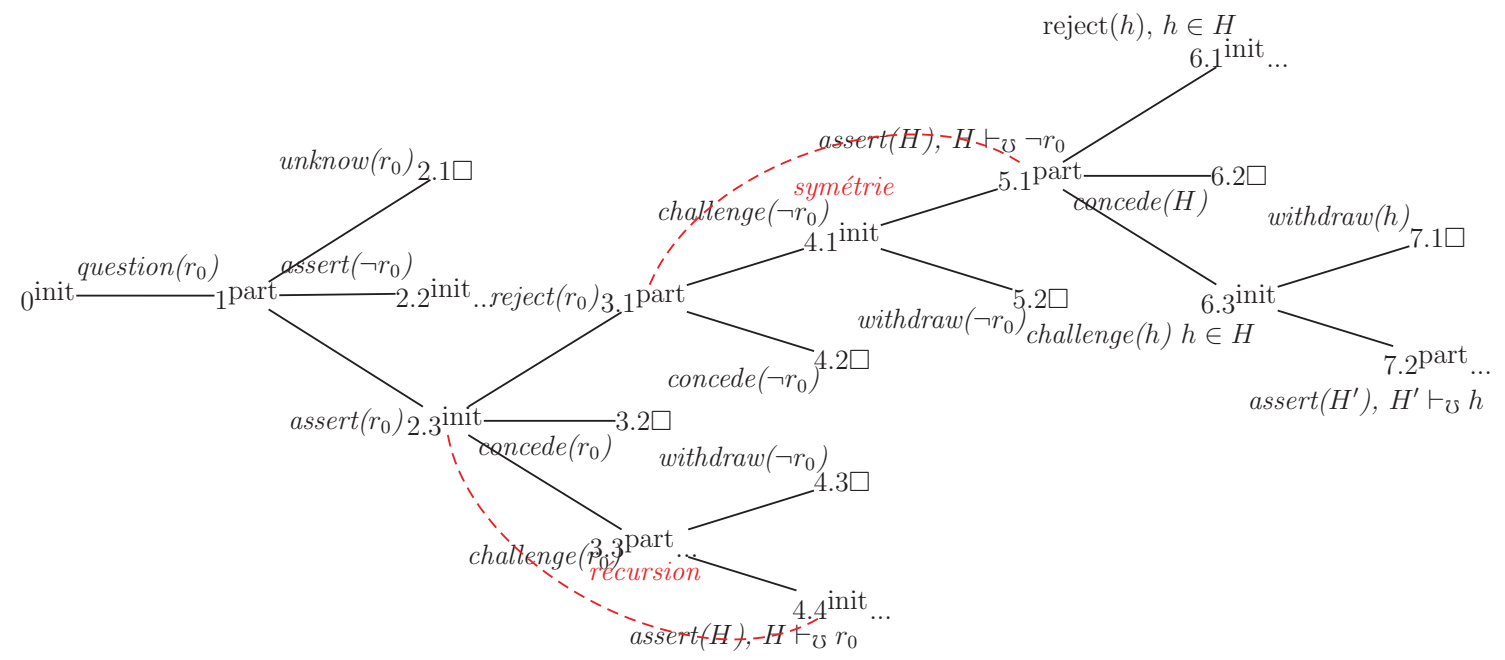 reject(h), h ∈ H
6.1init...
assert(H), H ⊢℧ ¬r0
unknow(r0) 2.1□
5.1part
6.2□
symétrie
concede(H)
challenge(¬r0)
withdraw(h)
4.1init
7.1□
question(r0)
assert(¬r0)
0init
1part
2.2init...
reject(r0) 3.1part
5.2□
6.3init
withdraw(¬r0)
challenge(h) h ∈ H
4.2□
7.2part...
concede(¬r0)
assert(H′), H′ ⊢℧ h
assert(r0) 2.3init
3.2□
concede(r0)
withdraw(¬r0)
4.3□
challenge(r0) 3.3part...
récursion
4.4init...
assert(H), H ⊢℧ r0